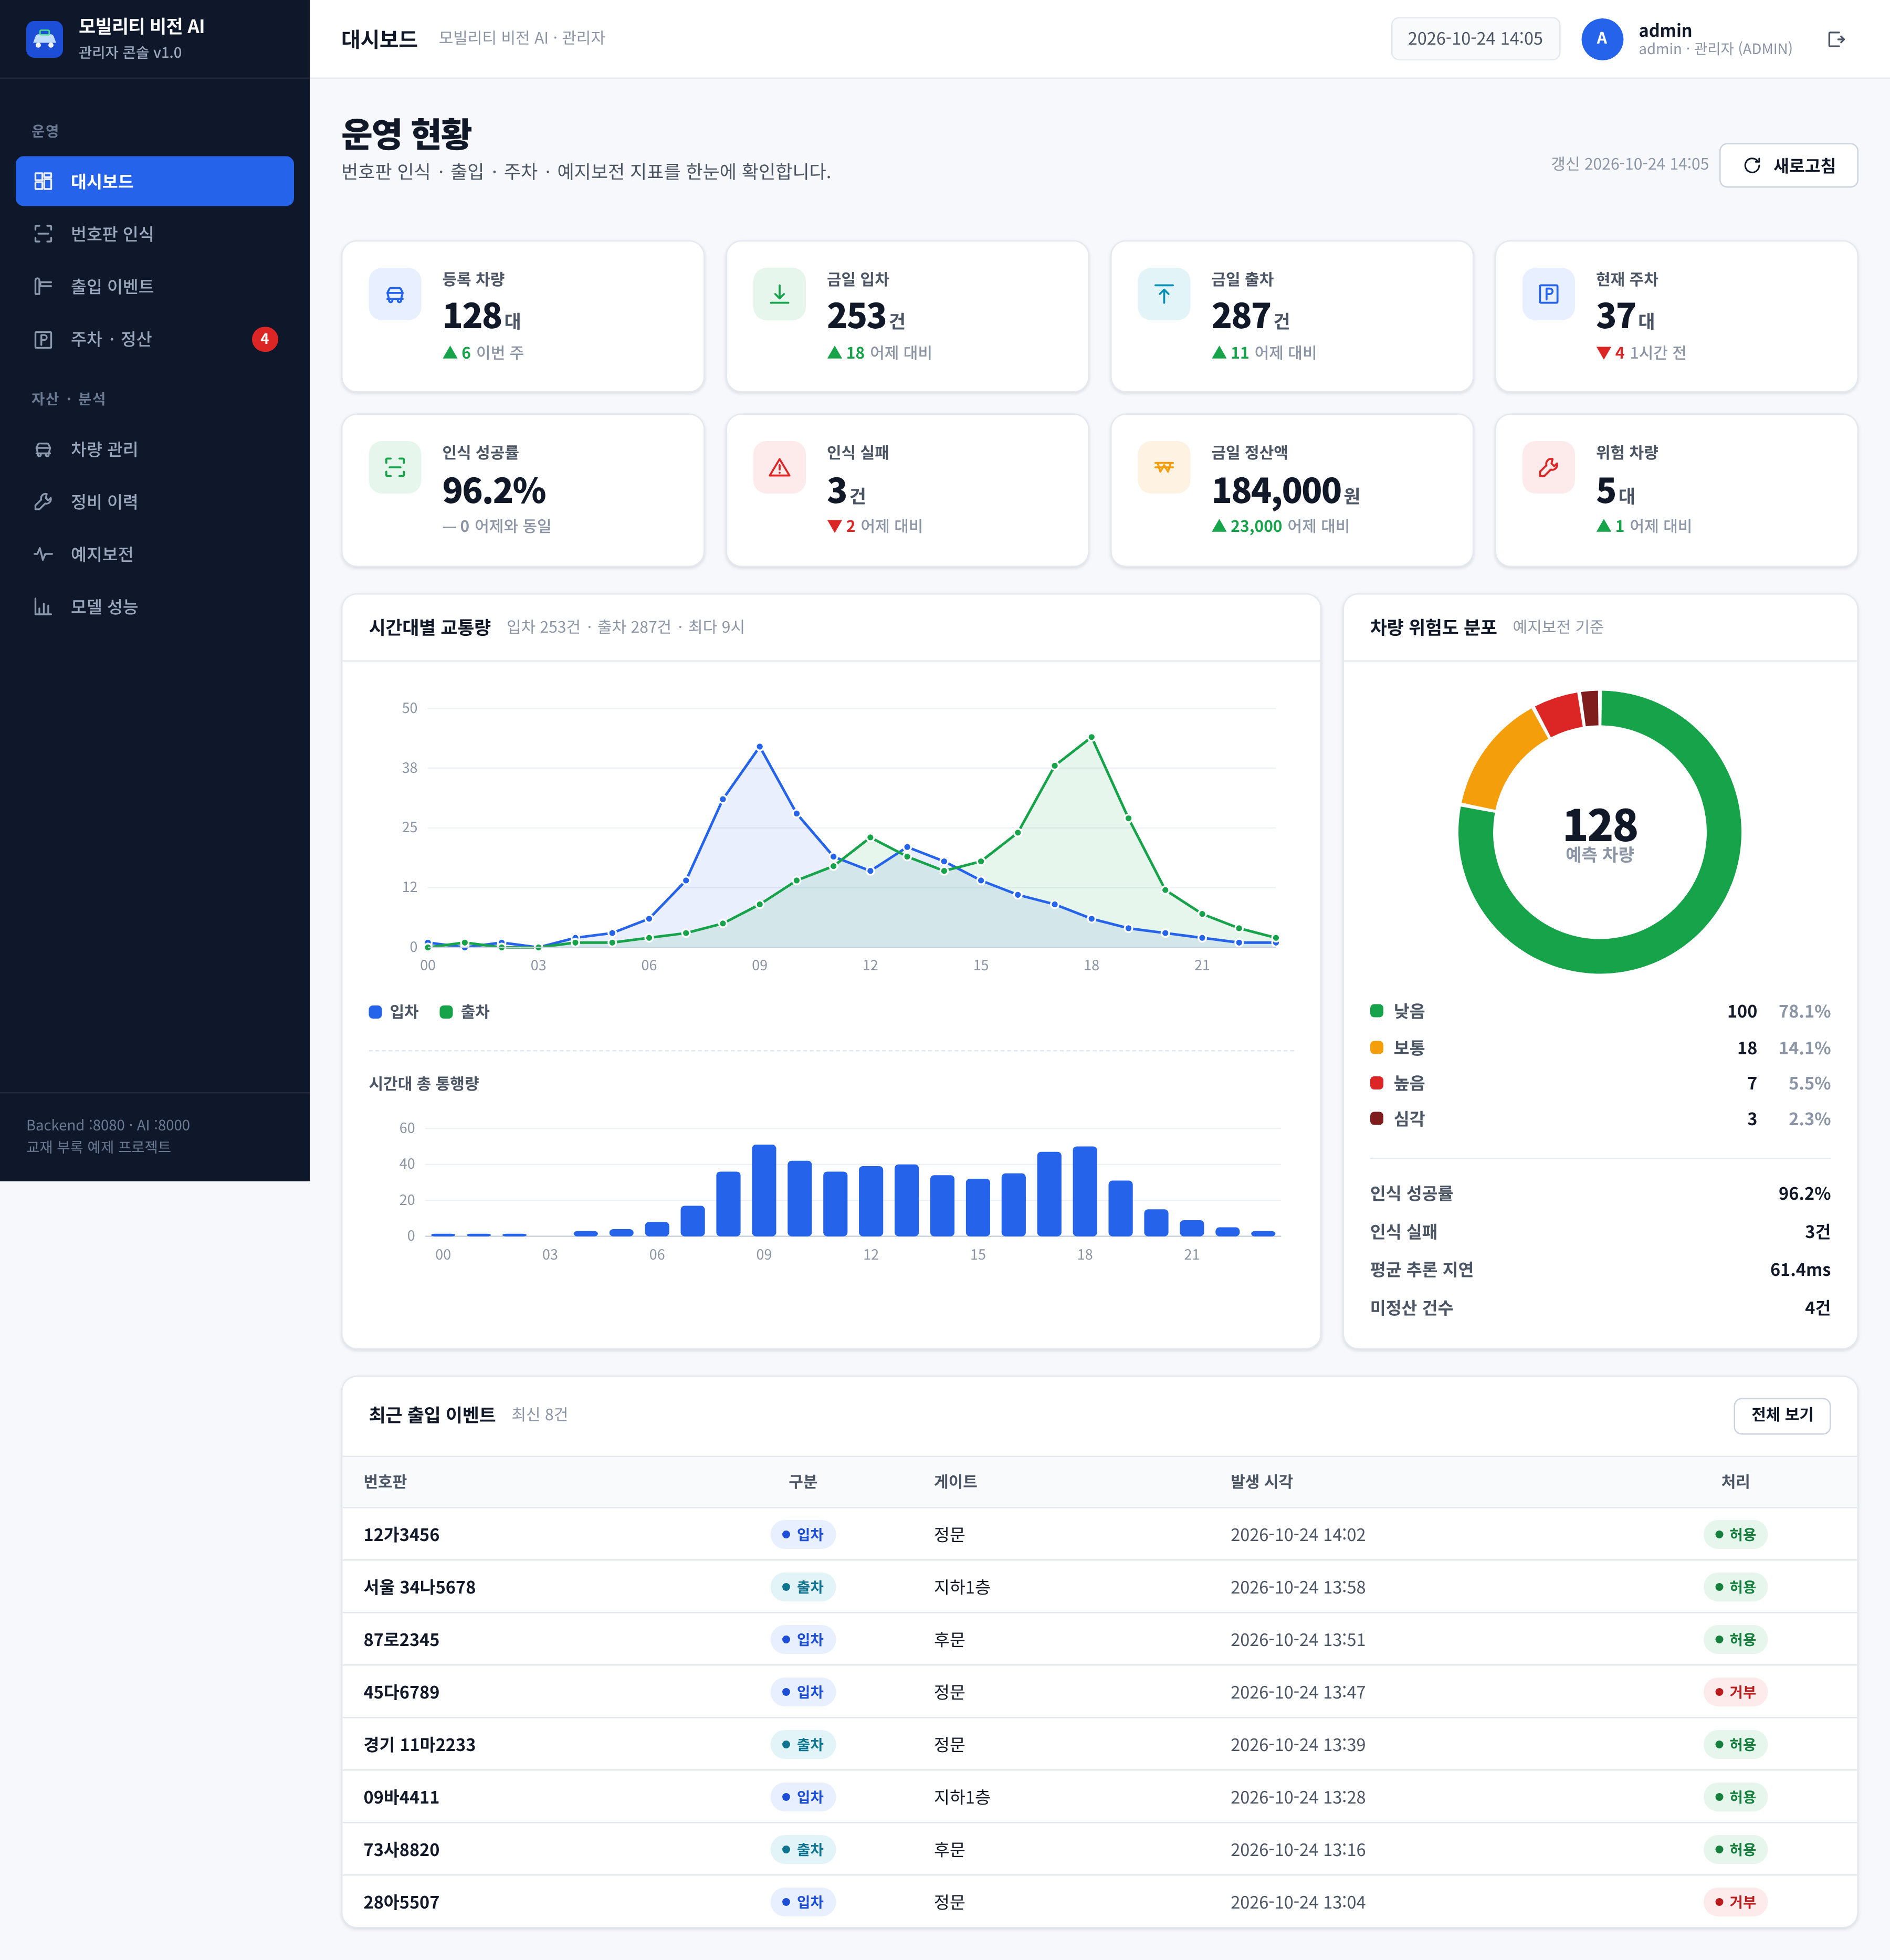 모빌리티 비전 AI
관리자 콘솔 v1.0
운영
대시보드
번호판 인식
출입 이벤트
주차 · 정산
4
자산 · 분석
차량 관리
정비 이력
예지보전
모델 성능
Backend :8080 · AI :8000
교재 부록 예제 프로젝트
대시보드 모빌리티 비전 AI · 관리자
2026-10-24 14:05
A
admin
admin · 관리자 (ADMIN)
운영 현황
번호판 인식 · 출입 · 주차 · 예지보전 지표를 한눈에 확인합니다.
갱신 2026-10-24 14:05
새로고침
등록 차량
128대
▲ 6 이번 주
금일 입차
253건
▲ 18 어제 대비
금일 출차
287건
▲ 11 어제 대비
현재 주차
37대
▼ 4 1시간 전
인식 성공률
96.2%
— 0 어제와 동일
인식 실패
3건
▼ 2 어제 대비
금일 정산액
184,000원
▲ 23,000 어제 대비
위험 차량
5대
▲ 1 어제 대비
시간대별 교통량 입차 253건 · 출차 287건 · 최다 9시
50
38
25
12
0
00 03 06 09 12 15 18 21
입차 출차
시간대 총 통행량
60
40
20
0
00 03 06 09 12 15 18 21
차량 위험도 분포 예지보전 기준
128
예측 차량
낮음 100 78.1%
보통 18 14.1%
높음 7 5.5%
심각 3 2.3%
인식 성공률 96.2%
인식 실패 3건
평균 추론 지연 61.4ms
미정산 건수 4건
최근 출입 이벤트 최신 8건
전체 보기
번호판 구분 게이트 발생 시각 처리
12가3456 입차 정문 2026-10-24 14:02 허용
서울 34나5678 출차 지하1층 2026-10-24 13:58 허용
87로2345 입차 후문 2026-10-24 13:51 허용
45다6789 입차 정문 2026-10-24 13:47 거부
경기 11마2233 출차 정문 2026-10-24 13:39 허용
09바4411 입차 지하1층 2026-10-24 13:28 허용
73사8820 출차 후문 2026-10-24 13:16 허용
28아5507 입차 정문 2026-10-24 13:04 거부